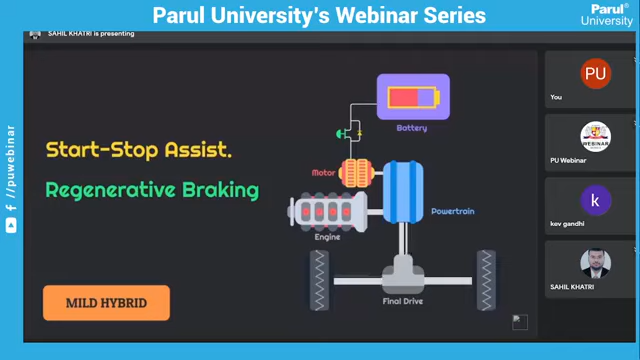 Parul University's Webinar Series
Parul®
University
SAHIL KHATRI is presenting
//puwebinar
Start-Stop Assist.
Regenerative Braking
MILD HYBRID
Battery
Motor
Powertrain
Engine
Final Drive
PU
You
WEBINAR
PU Webinar
k
kev gandhi
SAHIL KHATRI